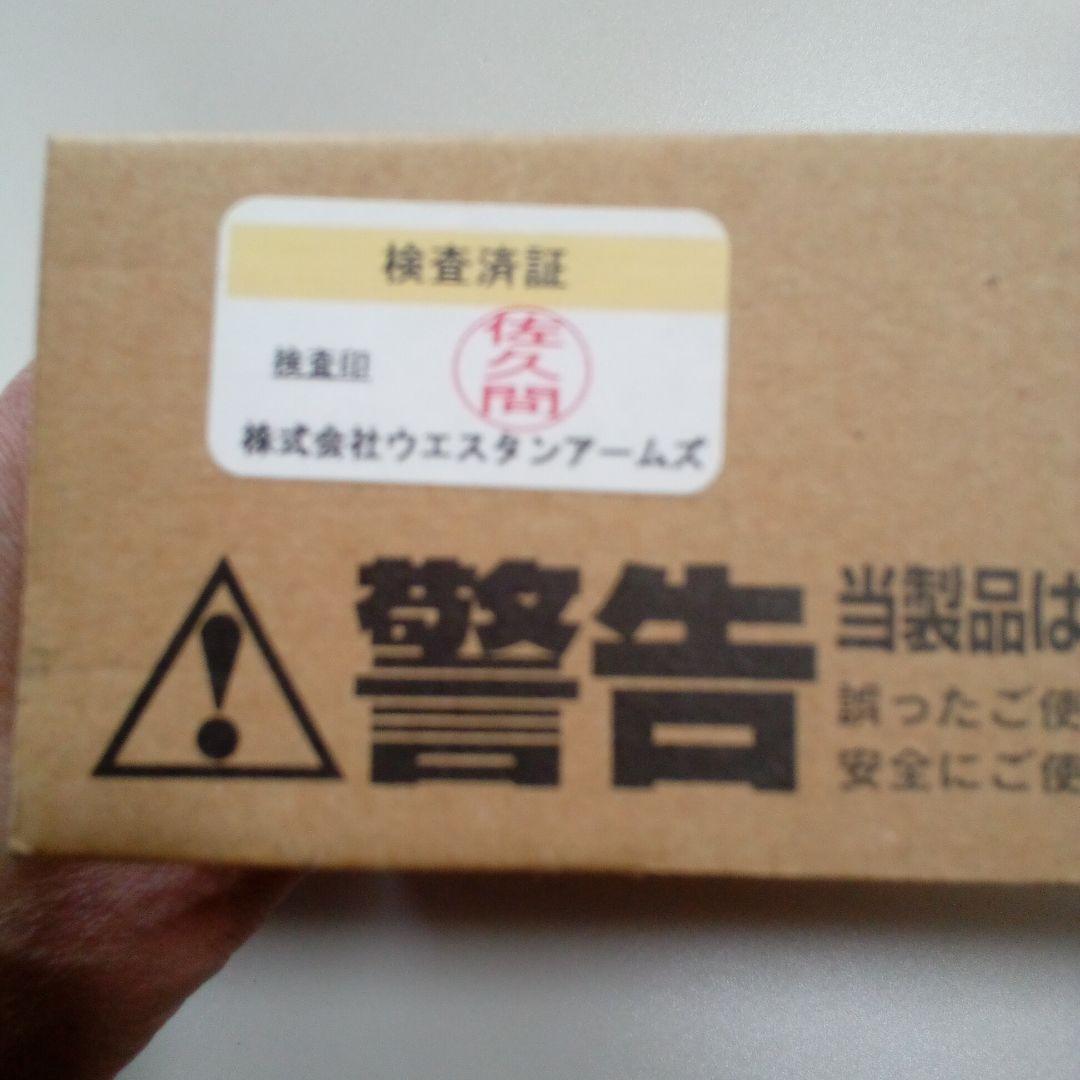 検査済証
検査印
佐久間
株式会社ウエスタンアームズ
警告
当製品は
誤ったご使
安全にご使